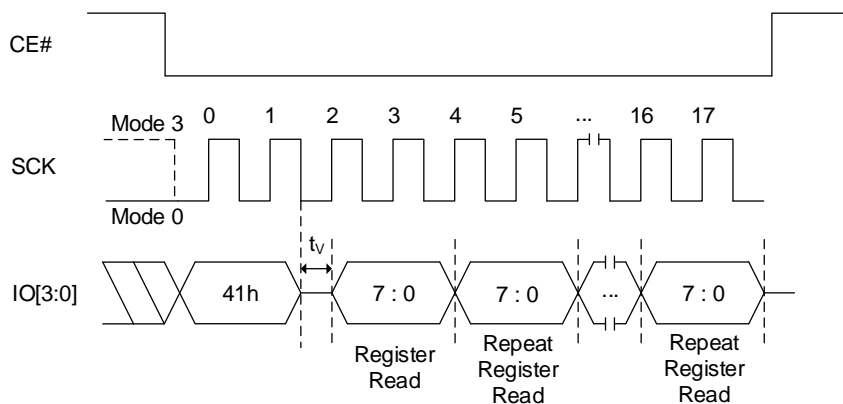 CE#
Mode 3
0 1 2 3 4 5 ... 16 17
SCK
Mode 0
tV
IO[3:0]
41h
7 : 0
7 : 0
...
7 : 0
Register
Read
Repeat
Register
Read
Repeat
Register
Read